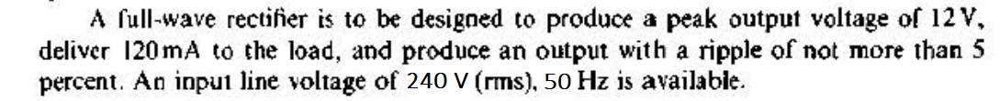 A full-wave rectifier is to be designed to produce a peak output voltage of 12 V,
deliver 120 mA to the load, and produce an output with a ripple of not more than 5
percent. An input line voltage of 240 V (rms), 50 Hz is available.